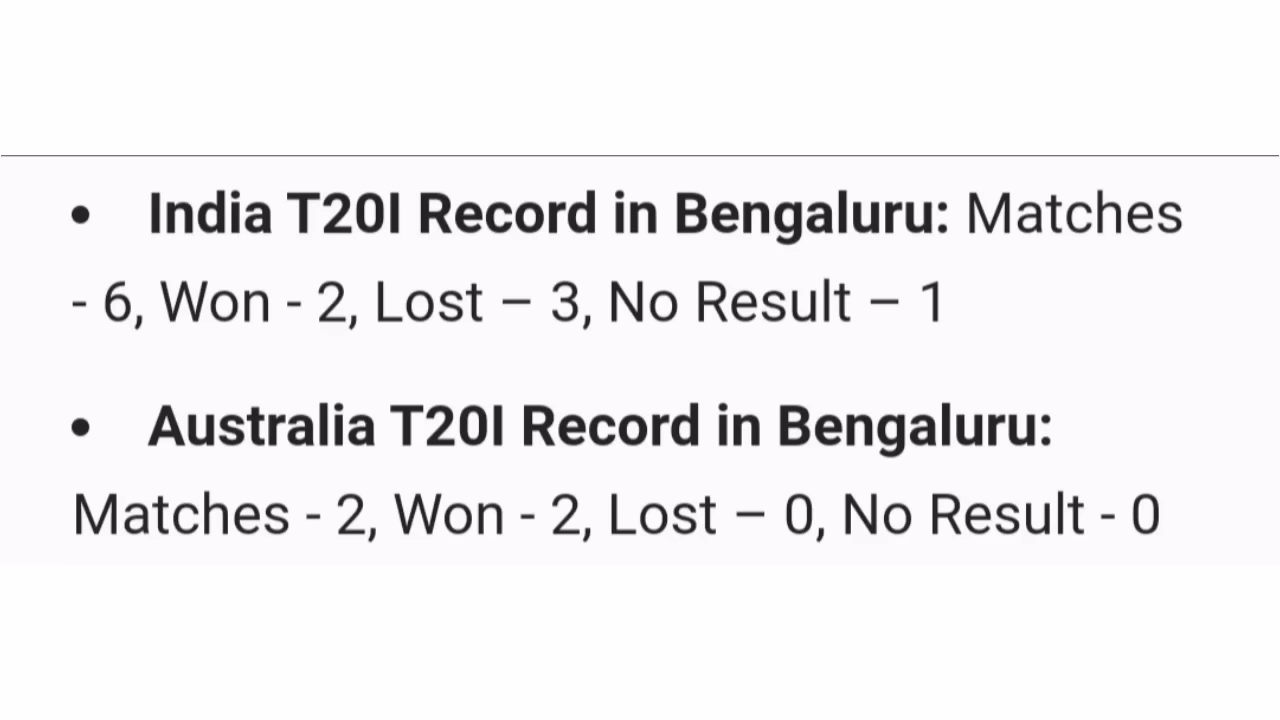 • India T20I Record in Bengaluru: Matches
- 6, Won - 2, Lost – 3, No Result – 1
• Australia T20I Record in Bengaluru:
Matches - 2, Won - 2, Lost – 0, No Result - 0